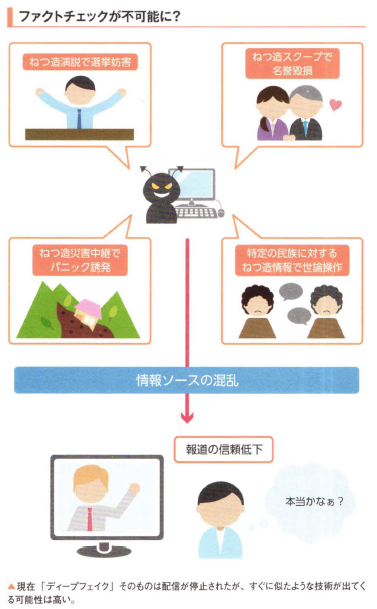 ファクトチェックが不可能に?
ねつ造演説で選挙妨害
ねつ造スクープで
名誉毀損
ねつ造災害中継で
パニック誘発
特定の民族に対する
ねつ造情報で世論操作
情報ソースの混乱
報道の信頼低下
本当かなぁ?
▲現在「ディープフェイク」そのものは配信が停止されたが、すぐに似たような技術が出てく
る可能性は高い。